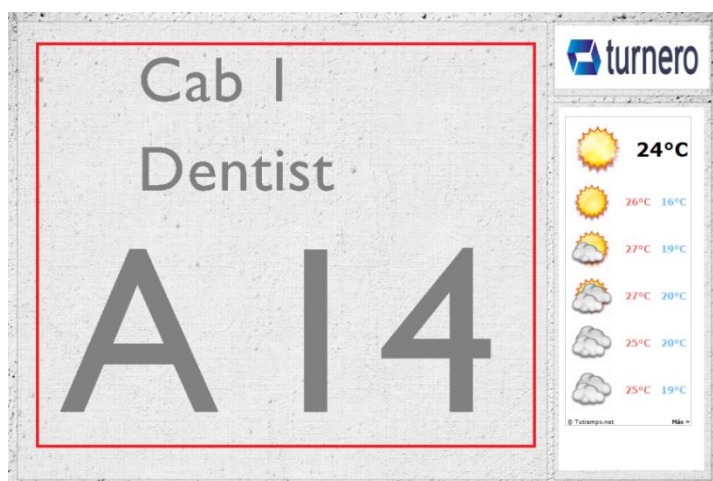 Cab 1
Dentist
A14
turnero
24°C
26°C 16°C
27°C 19°C
27°C 20°C
25°C 20°C
25°C 19°C
© Tutiempo.net Más »